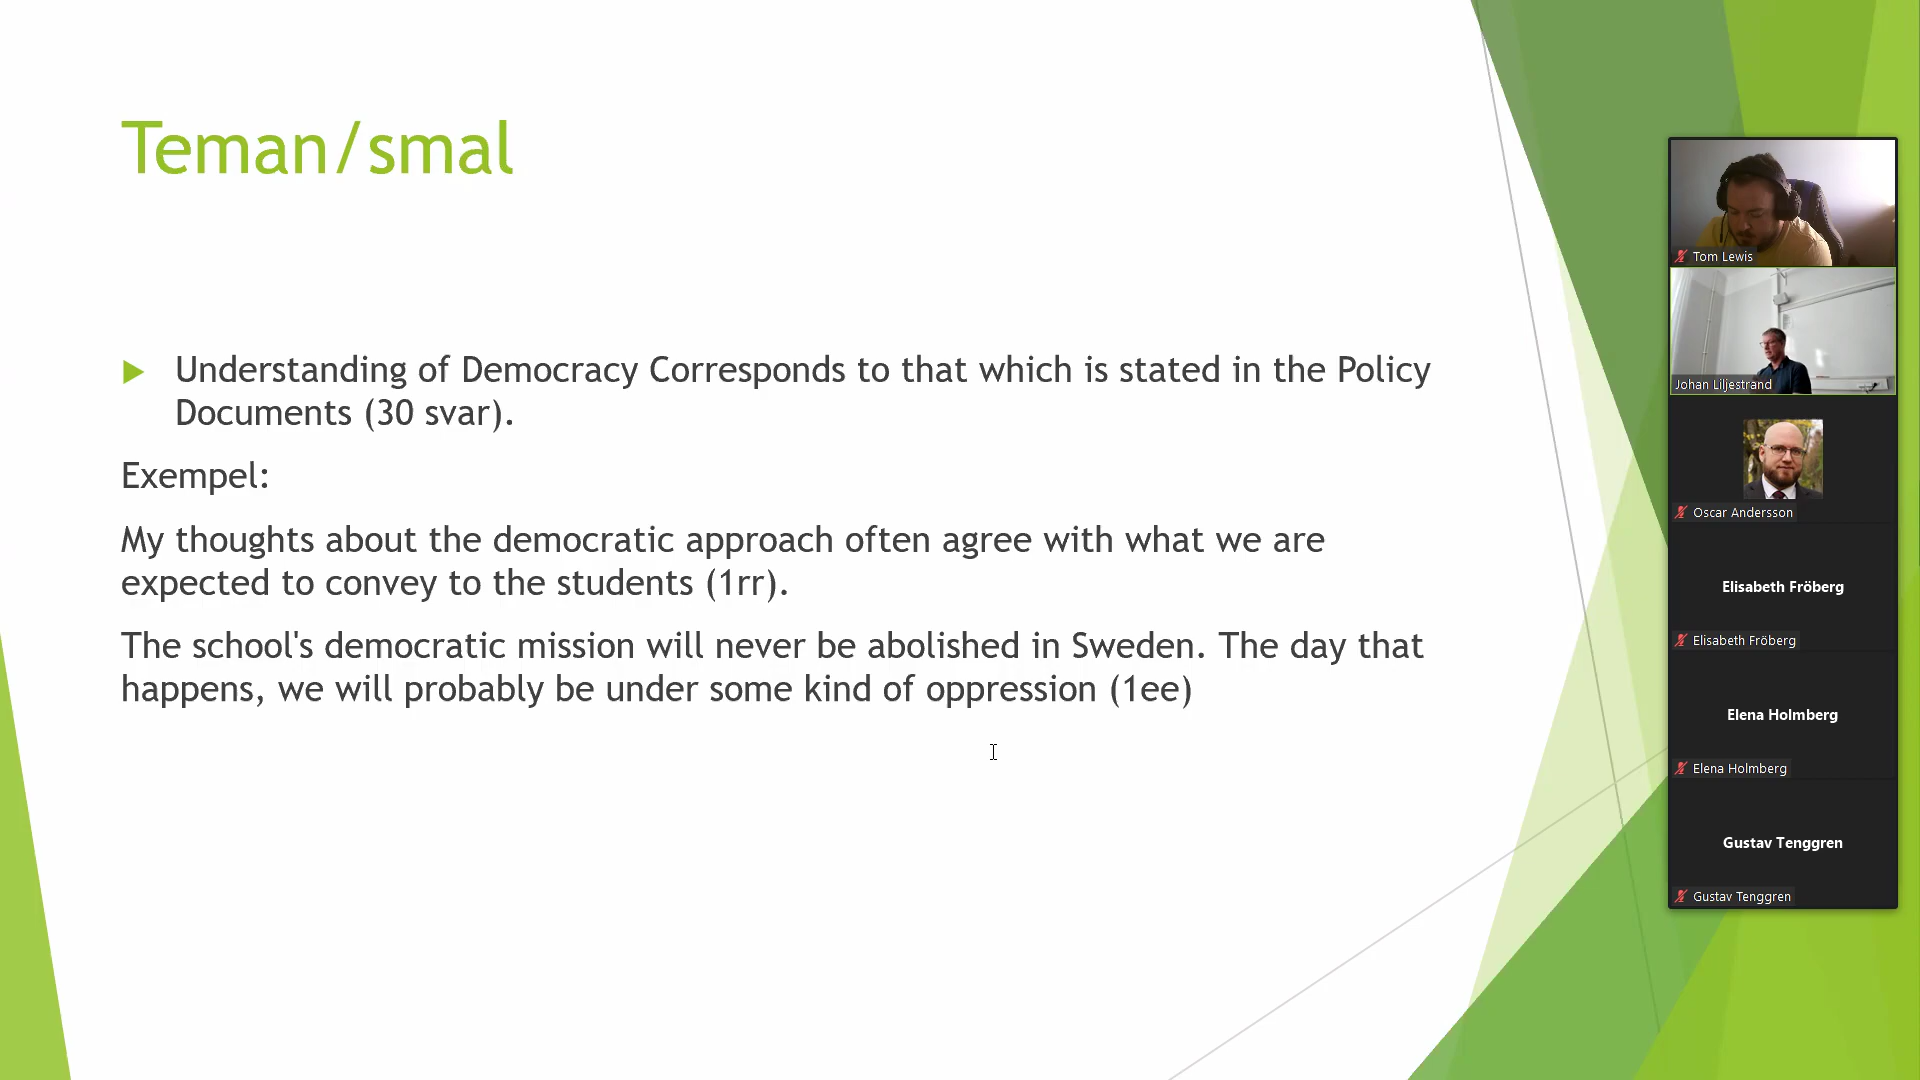 Teman/smal
Understanding of Democracy Corresponds to that which is stated in the Policy
Documents (30 svar).
Exempel:
My thoughts about the democratic approach often agree with what we are
expected to convey to the students (1rr).
The school's democratic mission will never be abolished in Sweden. The day that
happens, we will probably be under some kind of oppression (1ee)
Tom Lewis
Johan Liljestrand
Oscar Andersson
Elisabeth Fröberg
Elisabeth Fröberg
Elena Holmberg
Elena Holmberg
Gustav Tenggren
Gustav Tenggren